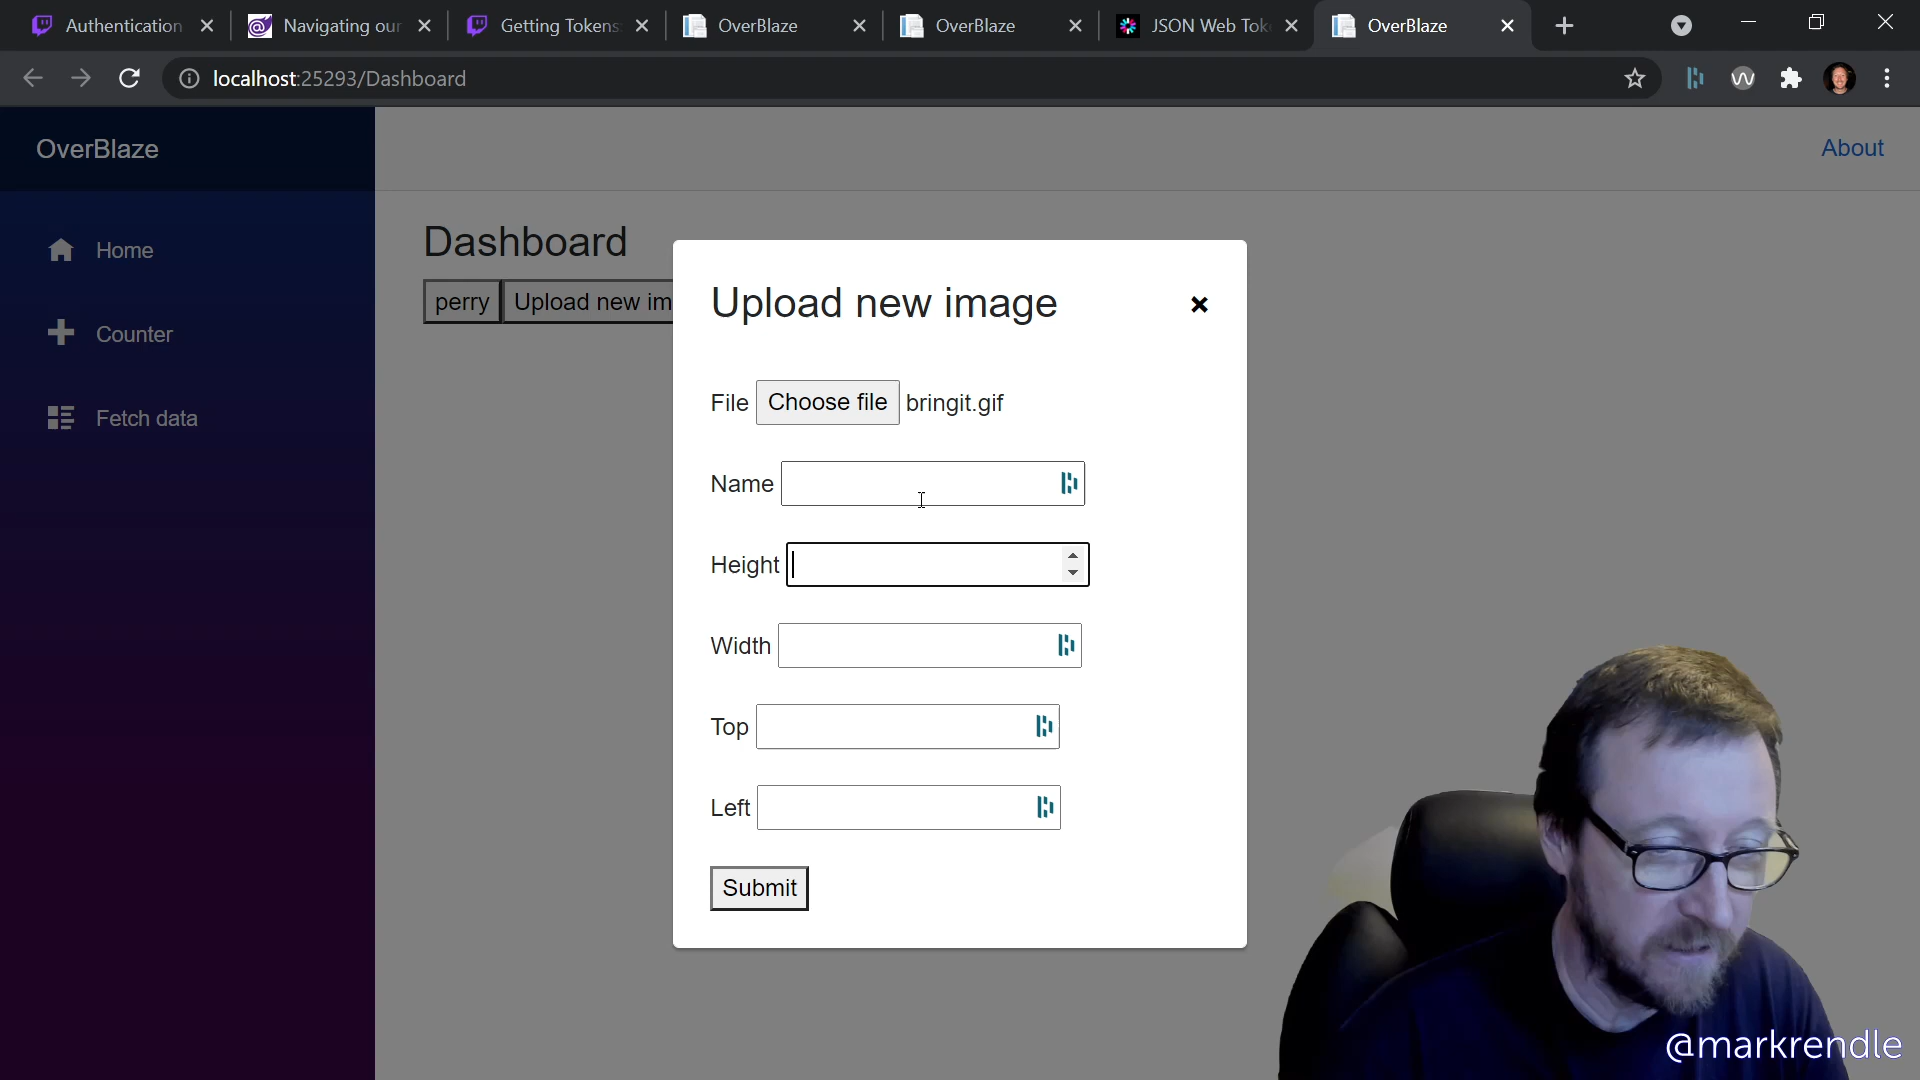 Authentication
Navigating our
Getting Tokens:
OverBlaze
OverBlaze
JSON Web Tok
OverBlaze
localhost:25293/Dashboard
OverBlaze
About
Home
Counter
Fetch data
Dashboard
perry
Upload new im
Upload new image
File Choose file bringit.gif
Name
Height
Width
Top
Left
Submit
@markrendle